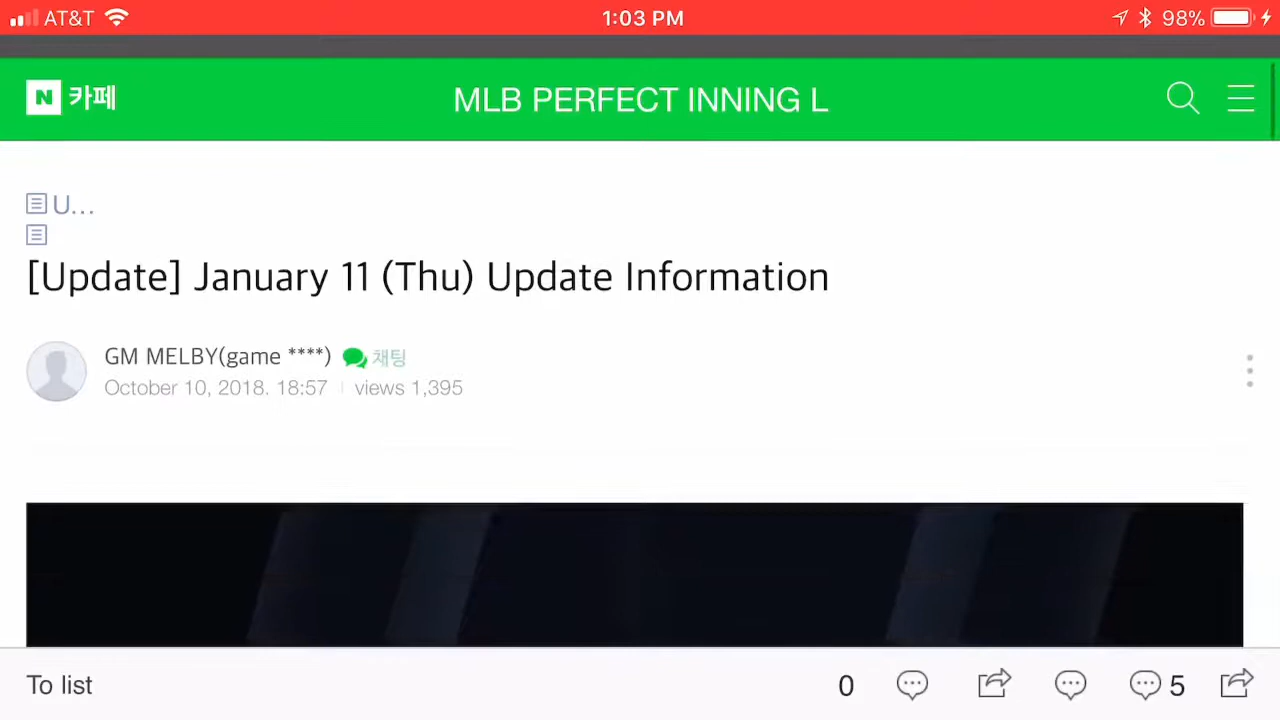 AT&T 1:03 PM 98%
N 카페 MLB PERFECT INNING L
U...
[Update] January 11 (Thu) Update Information
GM MELBY(game ****) 채팅
October 10, 2018. 18:57 views 1,395
To list 0 5